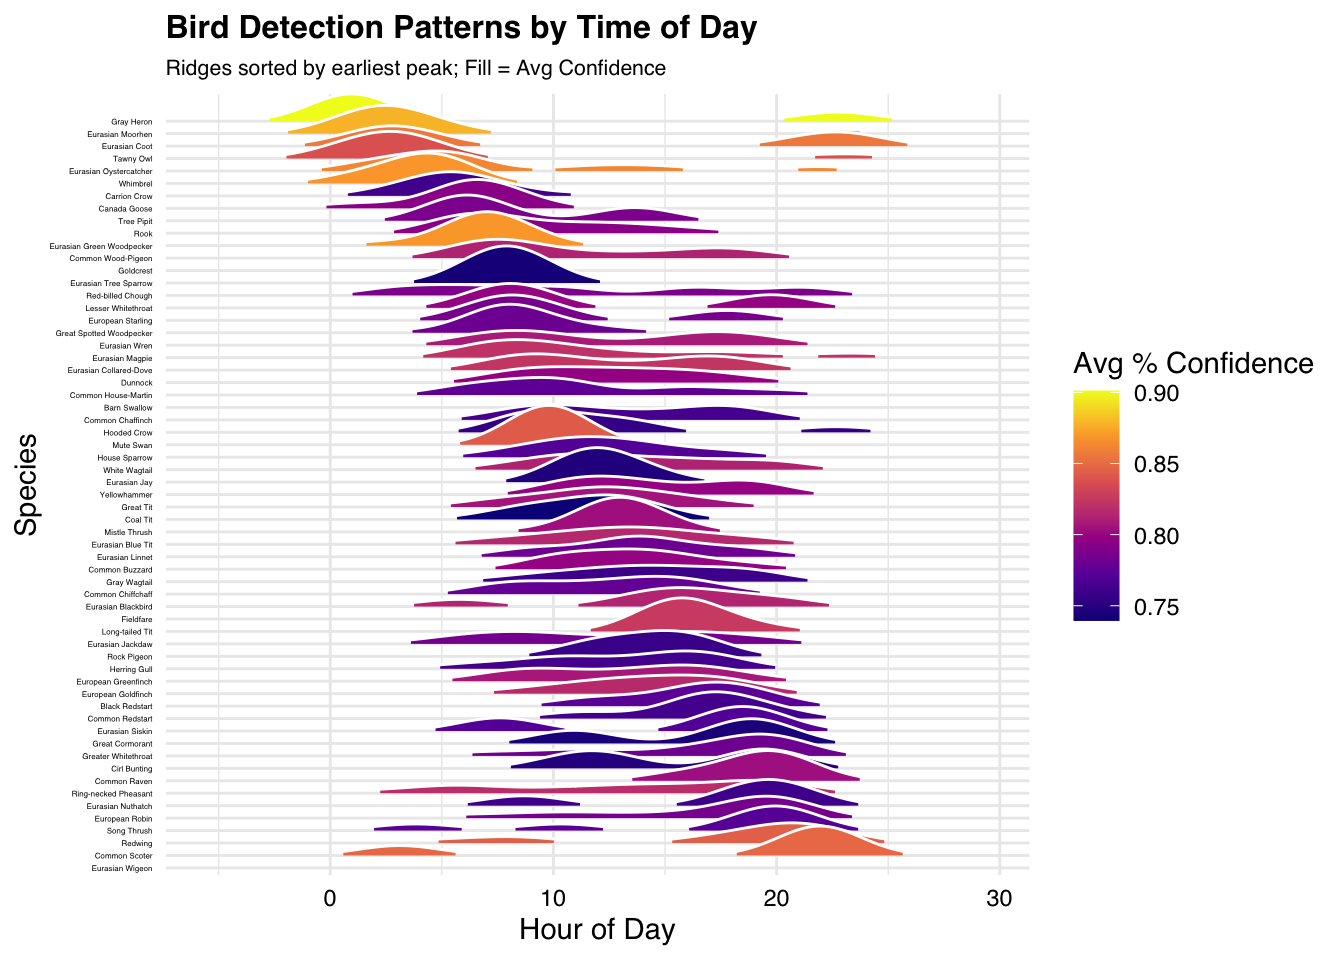 Bird Detection Patterns by Time of Day
Ridges sorted by earliest peak; Fill = Avg Confidence
Gray Heron
Eurasian Moorhen
Eurasian Coot
Tawny Owl
Eurasian Oystercatcher
Whimbrel
Carrion Crow
Canada Goose
Tree Pipit
Rook
Eurasian Green Woodpecker
Common Wood-Pigeon
Goldcrest
Eurasian Tree Sparrow
Red-billed Chough
Lesser Whitethroat
European Starling
Great Spotted Woodpecker
Eurasian Wren
Eurasian Magpie
Eurasian Collared-Dove
Dunnock
Common House-Martin
Barn Swallow
Common Chaffinch
Hooded Crow
Mute Swan
House Sparrow
White Wagtail
Eurasian Jay
Yellowhammer
Great Tit
Coal Tit
Mistle Thrush
Eurasian Blue Tit
Eurasian Linnet
Common Buzzard
Gray Wagtail
Common Chiffchaff
Eurasian Blackbird
Fieldfare
Long-tailed Tit
Eurasian Jackdaw
Rock Pigeon
Herring Gull
European Greenfinch
European Goldfinch
Black Redstart
Common Redstart
Eurasian Siskin
Great Cormorant
Greater Whitethroat
Cirl Bunting
Common Raven
Ring-necked Pheasant
Eurasian Nuthatch
European Robin
Song Thrush
Redwing
Common Scoter
Eurasian Wigeon
Species
0 10 20 30
Hour of Day
Avg % Confidence
0.90
0.85
0.80
0.75